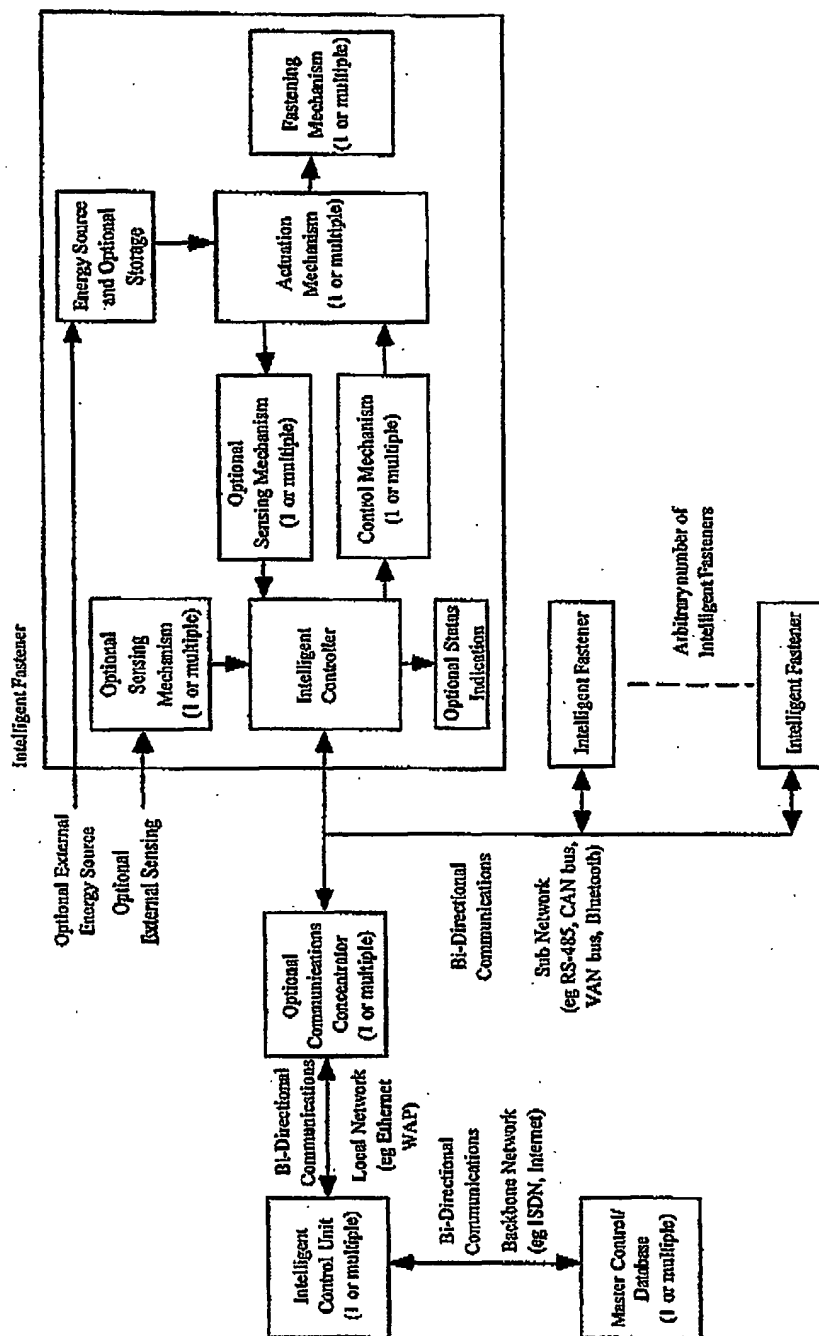 Intelligent Fastener
Optional External
Energy Source
Optional
External Sensing
Energy Source
and Optional
Storage
Optional
Sensing
Mechanism
(1 or multiple)
Optional
Sensing Mechanism
(1 or multiple)
Actuation
Mechanism
(1 or multiple)
Fastening
Mechanism
(1 or multiple)
Intelligent
Controller
Control Mechanism
(1 or multiple)
Optional Status
Indication
Intelligent
Control Unit
(1 or multiple)
Bi-Directional
Communications
Local Network
(eg Ethernet
WAP)
Optional
Communications
Concentrator
(1 or multiple)
Bi-Directional
Communications
Sub Network
(eg RS-485, CAN bus,
VAN bus, Bluetooth)
Intelligent Fastener
Arbitrary number of
Intelligent Fasteners
Intelligent Fastener
Bi-Directional
Communications
Backbone Network
(eg ISDN, Internet)
Master Control/
Database
(1 or multiple)